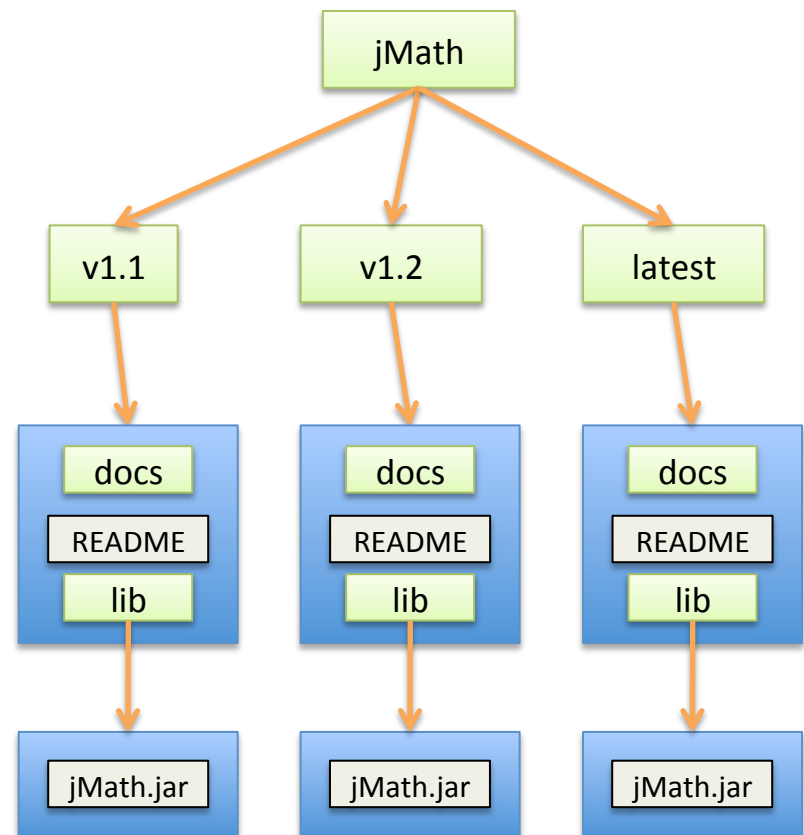 jMath
v1.1
v1.2
latest
docs
docs
docs
README
README
README
lib
lib
lib
jMath.jar
jMath.jar
jMath.jar